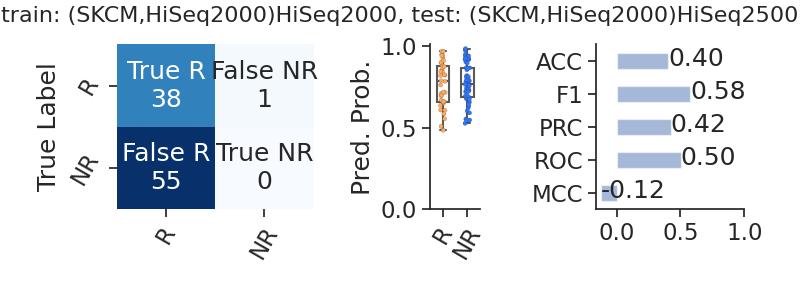 train: (SKCM,HiSeq2000)HiSeq2000, test: (SKCM,HiSeq2000)HiSeq2500
True Label
R
NR
True R
38
False NR
1
False R
55
True NR
0
R
NR
Pred. Prob.
1.0
0.5
0.0
R
NR
ACC
0.40
F1
0.58
PRC
0.42
ROC
0.50
MCC
-0.12
0.0
0.5
1.0